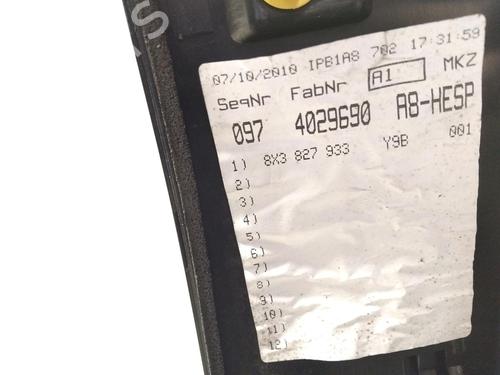 07/10/2010 IPB1A8 702 17:31:59
SeqNr FabNr A1 MKZ
097 4029690 A8-HESP
1) 8X3 827 933 Y9B 001
2)
3)
4)
5)
6)
7)
8)
9)
10)
11)
12)